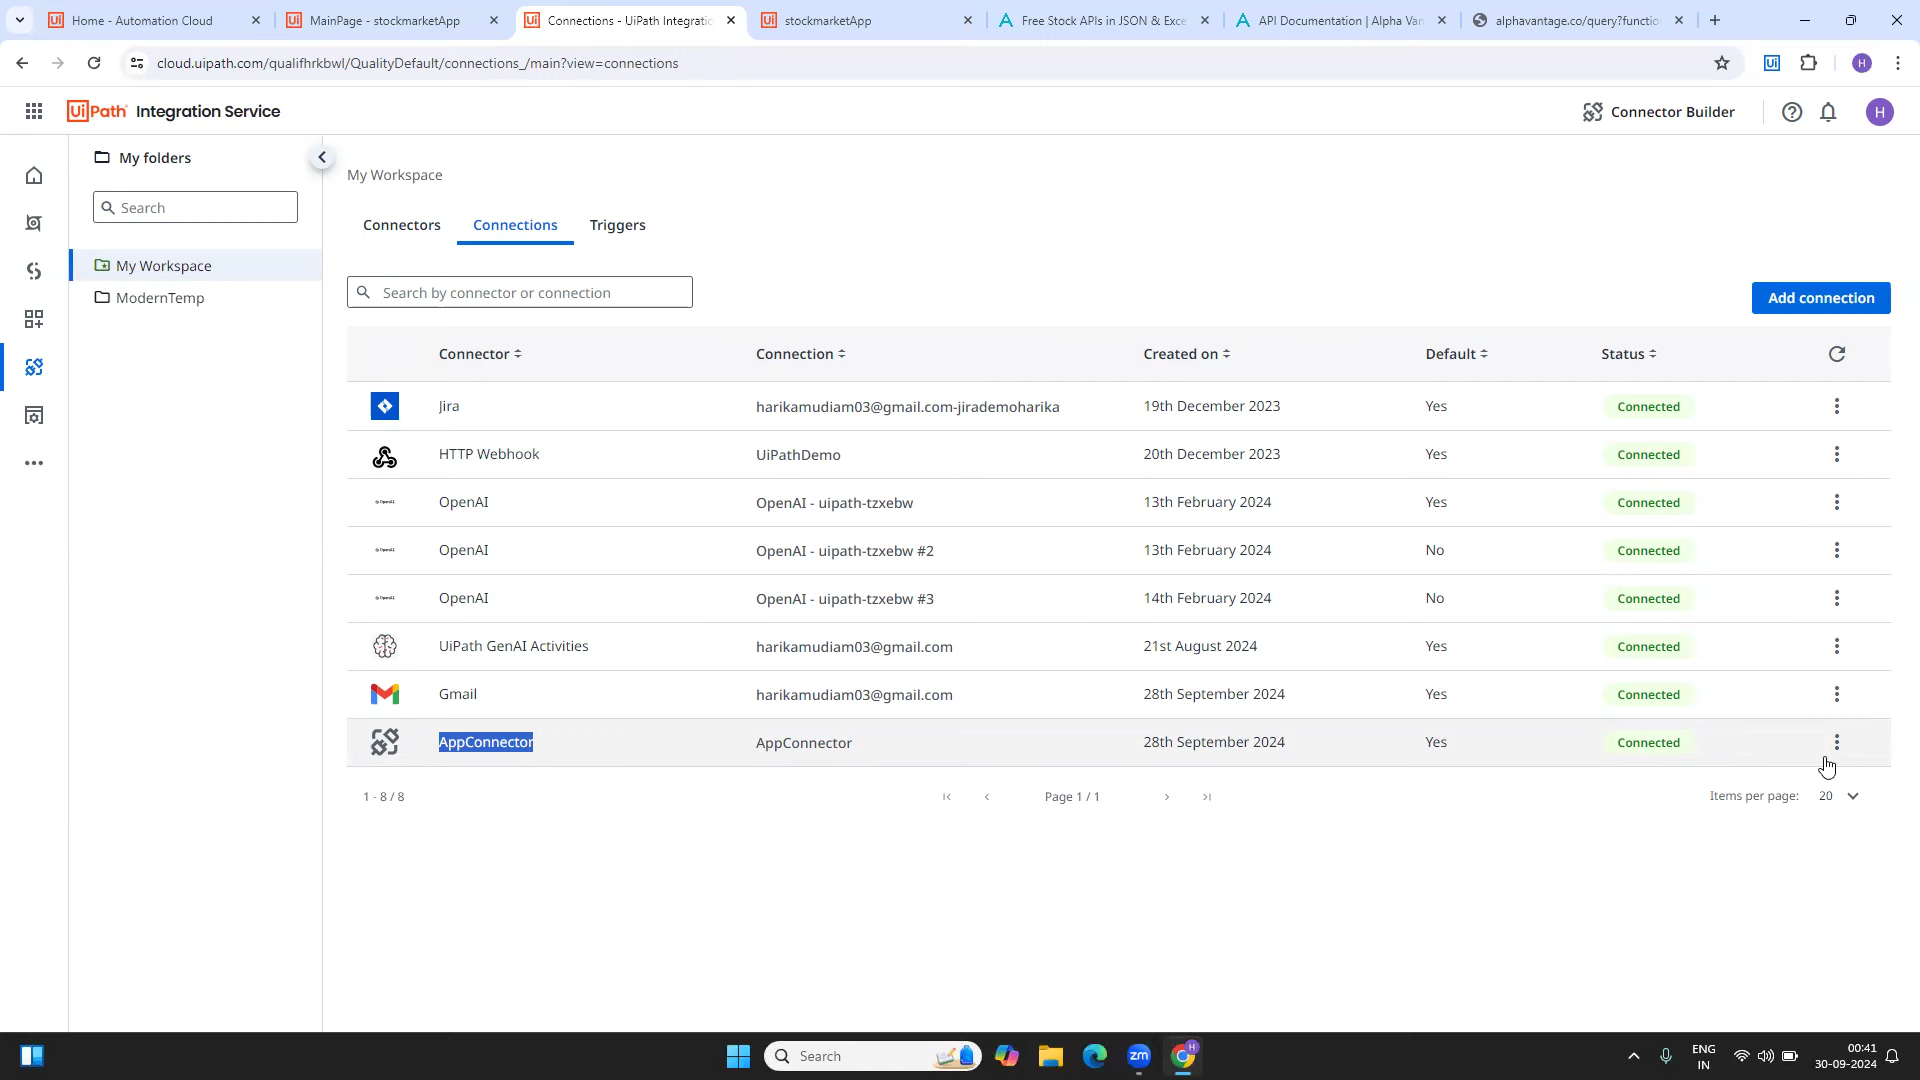 Home - Automation Cloud
MainPage - stockmarketApp
Connections - UiPath Integratio
stockmarketApp
Free Stock APIs in JSON & Exce
API Documentation | Alpha Van
alphavantage.co/query?functio
cloud.uipath.com/qualifhrkbwl/QualityDefault/connections_/main?view=connections
Ui
H
UiPath Integration Service
Connector Builder
H
My folders
Search
My Workspace
ModernTemp
My Workspace
Connectors
Connections
Triggers
Search by connector or connection
Add connection
Connector
Connection
Created on
Default
Status
Jira
harikamudiam03@gmail.com-jirademoharika
19th December 2023
Yes
Connected
HTTP Webhook
UiPathDemo
20th December 2023
Yes
Connected
OpenAI
OpenAI
OpenAI - uipath-tzxebw
13th February 2024
Yes
Connected
OpenAI
OpenAI
OpenAI - uipath-tzxebw #2
13th February 2024
No
Connected
OpenAI
OpenAI
OpenAI - uipath-tzxebw #3
14th February 2024
No
Connected
UiPath GenAI Activities
harikamudiam03@gmail.com
21st August 2024
Yes
Connected
Gmail
harikamudiam03@gmail.com
28th September 2024
Yes
Connected
AppConnector
AppConnector
28th September 2024
Yes
Connected
1 - 8 / 8
Page 1 / 1
Items per page:
20
Search
zm
H
ENG
IN
00:41
30-09-2024